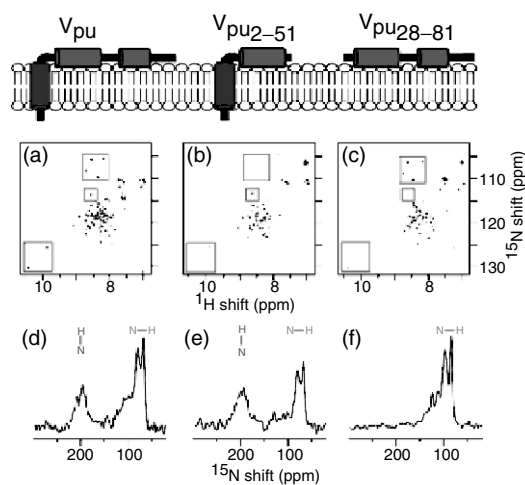 Vpu Vpu2–51 Vpu28–81
(a) (b) (c)
110
120
130
15N shift (ppm)
10 8 10 8 10 8
1H shift (ppm)
(d) H N N H (e) H N N H (f) N H
200 100 200 100 200 100
15N shift (ppm)